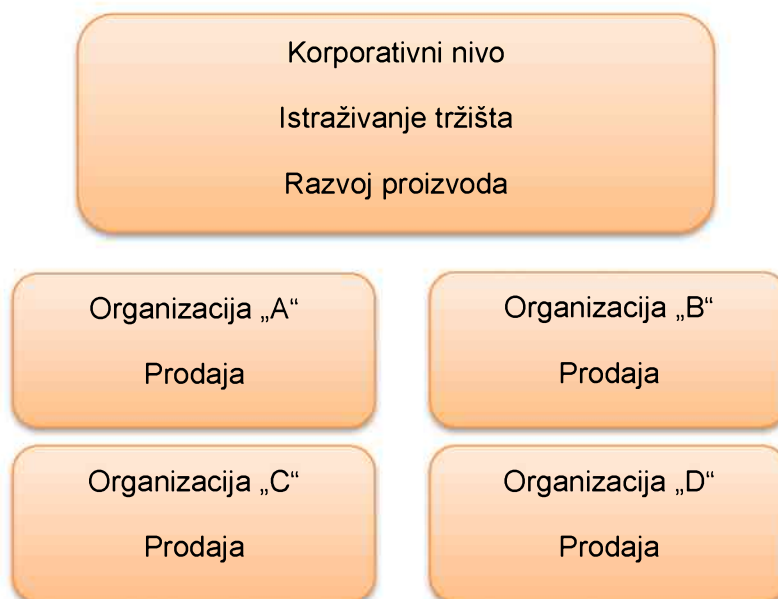 Korporativni nivo
Istraživanje tržišta
Razvoj proizvoda
Organizacija „A“
Prodaja
Organizacija „B“
Prodaja
Organizacija „C“
Prodaja
Organizacija „D“
Prodaja